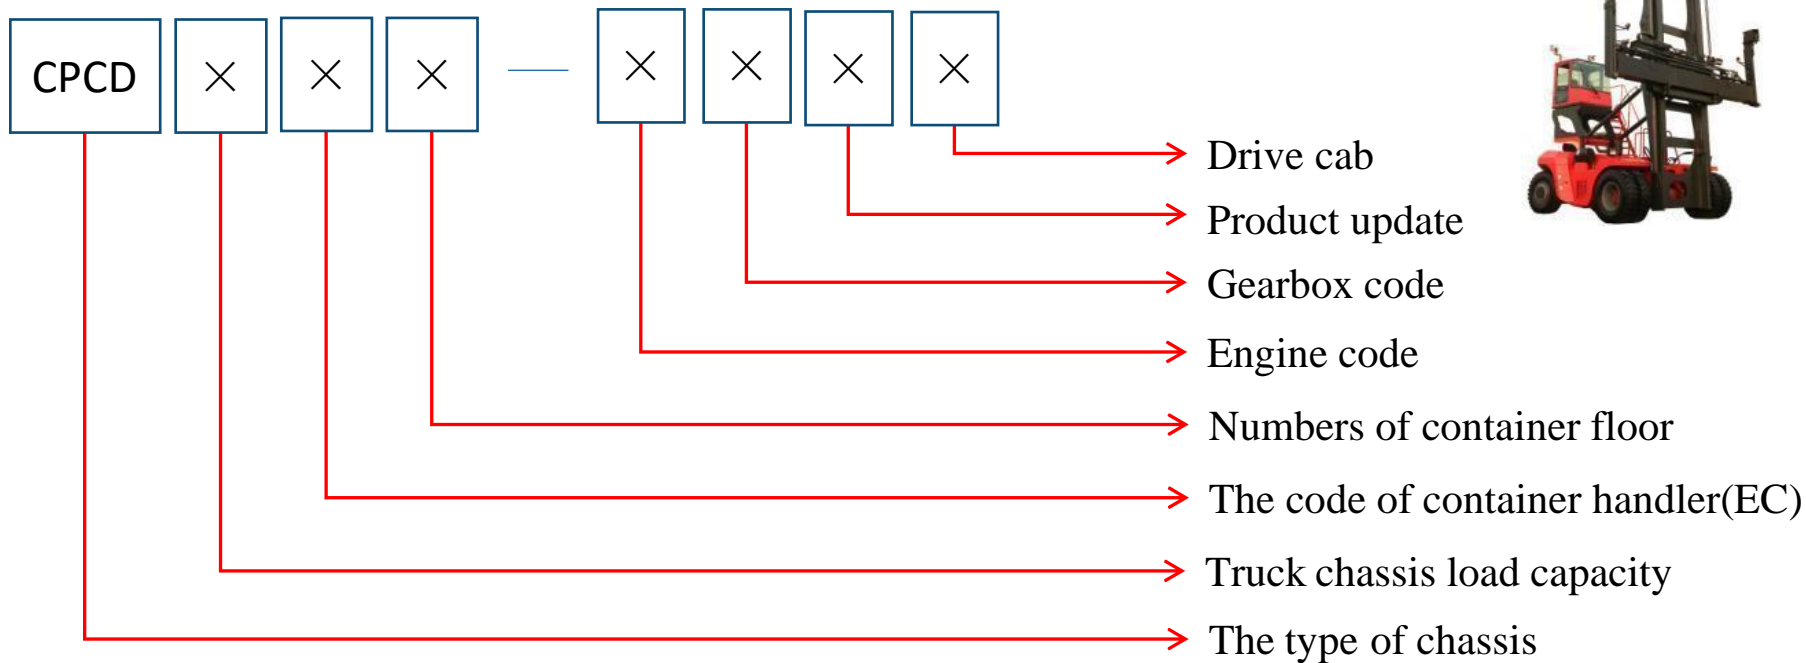 CPCD × × × — × × × ×
Drive cab
Product update
Gearbox code
Engine code
Numbers of container floor
The code of container handler(EC)
Truck chassis load capacity
The type of chassis